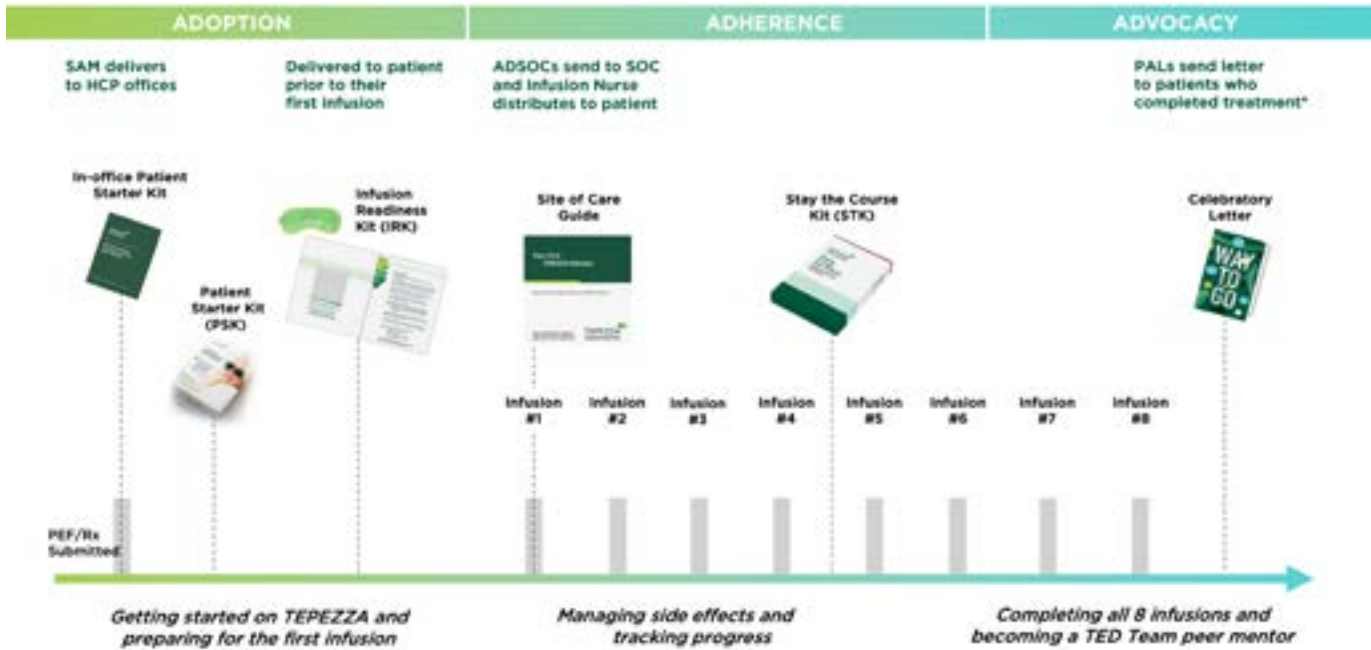 ADOPTION
ADHERENCE
ADVOCACY
SAM delivers
to HCP offices
Delivered to patient
prior to their
first infusion
ADSOCs send to SOC
and Infusion Nurse
distributes to patient
PALs send letter
to patients who
completed treatment*
In-office Patient
Starter Kit
Patient
Starter Kit
(PSK)
Infusion
Readiness
Kit (IRK)
Site of Care
Guide
Stay the Course
Kit (STK)
Celebratory
Letter
WAY
TO
GO
Infusion
#1
Infusion
#2
Infusion
#3
Infusion
#4
Infusion
#5
Infusion
#6
Infusion
#7
Infusion
#8
PEF/Rx
Submitted
Getting started on TEPEZZA and
preparing for the first infusion
Managing side effects and
tracking progress
Completing all 8 infusions and
becoming a TED Team peer mentor